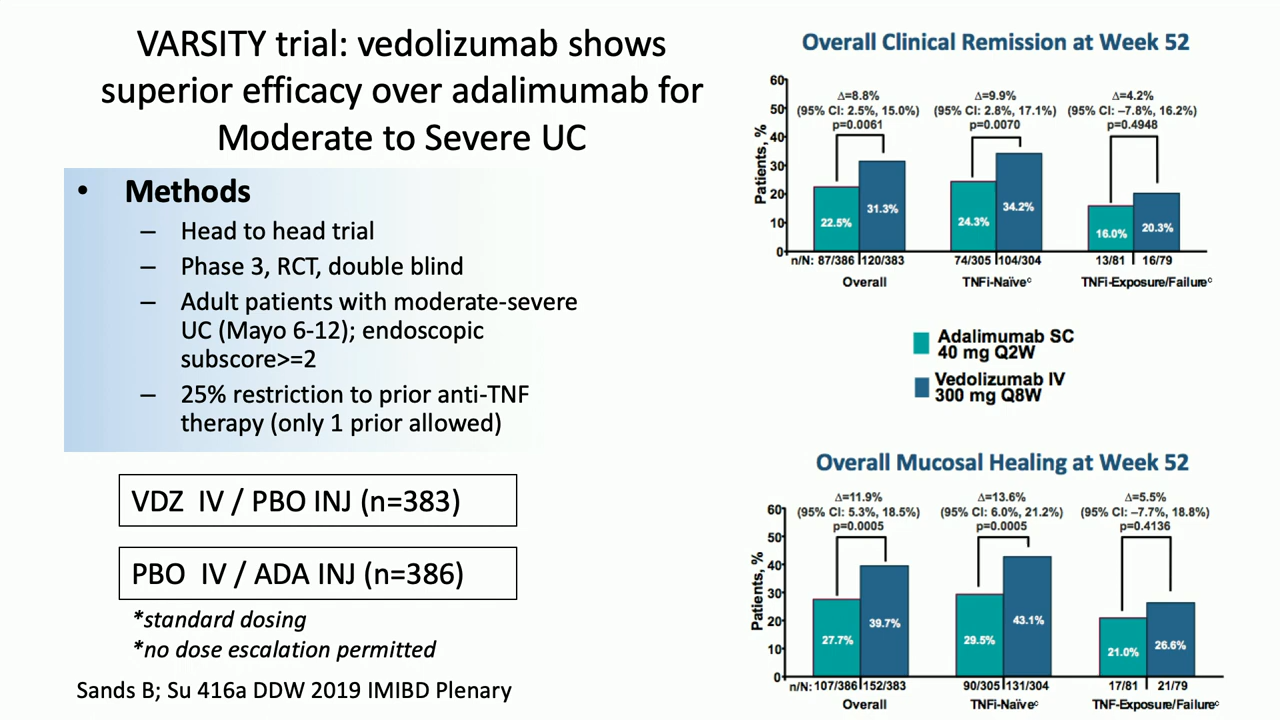 VARSITY trial: vedolizumab shows
superior efficacy over adalimumab for
Moderate to Severe UC
• Methods
– Head to head trial
– Phase 3, RCT, double blind
– Adult patients with moderate-severe
UC (Mayo 6-12); endoscopic
subscore>=2
– 25% restriction to prior anti-TNF
therapy (only 1 prior allowed)
VDZ IV / PBO INJ (n=383)
PBO IV / ADA INJ (n=386)
*standard dosing
*no dose escalation permitted
Sands B; Su 416a DDW 2019 IMIBD Plenary
Overall Clinical Remission at Week 52
Patients, %
60
50
40
30
20
10
0
Δ=8.8%
(95% CI: 2.5%, 15.0%)
p=0.0061
Δ=9.9%
(95% CI: 2.8%, 17.1%)
p=0.0070
Δ=4.2%
(95% CI: –7.8%, 16.2%)
p=0.4948
22.5%
31.3%
24.3%
34.2%
16.0%
20.3%
n/N: 87/386 120/383 74/305 104/304 13/81 16/79
Overall TNFi-Naïveᶜ TNFi-Exposure/Failureᶜ
Adalimumab SC
40 mg Q2W
Vedolizumab IV
300 mg Q8W
Overall Mucosal Healing at Week 52
Patients, %
60
50
40
30
20
10
0
Δ=11.9%
(95% CI: 5.3%, 18.5%)
p=0.0005
Δ=13.6%
(95% CI: 6.0%, 21.2%)
p=0.0005
Δ=5.5%
(95% CI: –7.7%, 18.8%)
p=0.4136
27.7%
39.7%
29.5%
43.1%
21.0%
26.6%
n/N: 107/386 152/383 90/305 131/304 17/81 21/79
Overall TNFi-Naïveᶜ TNF-Exposure/Failureᶜ